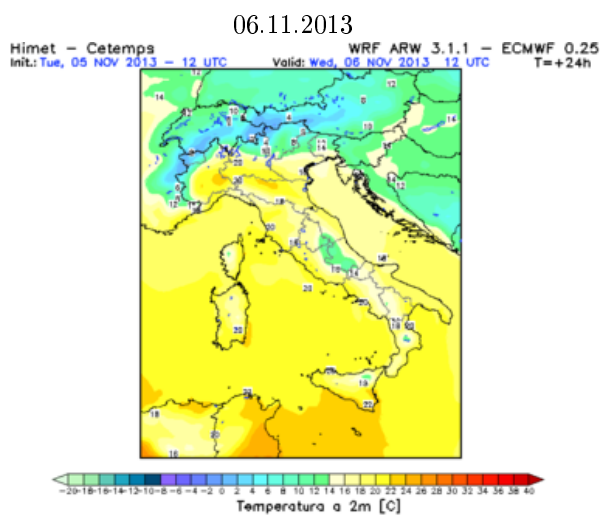 06.11.2013
Himet – Cetemps WRF ARW 3.1.1 – ECMWF 0.25
Init.: Tue, 05 NOV 2013 – 12 UTC Valid: Wed, 06 NOV 2013 12 UTC T=+24h
-20 -18 -16 -14 -12 -10 -8 -6 -4 -2 0 2 4 6 8 10 12 14 16 18 20 22 24 26 28 30 32 34 36 38 40
Temperatura a 2m [C]